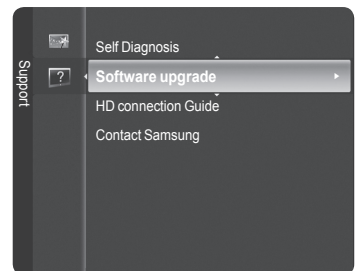 Support
?
Self Diagnosis
Software upgrade
HD connection Guide
Contact Samsung